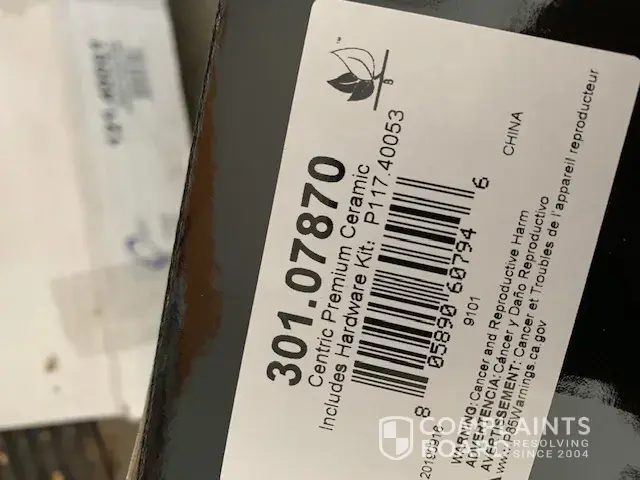 ™
B
301.07870
Centric Premium Ceramic
Includes Hardware Kit: P117.40053
8 05890 60794 6
9101
CHINA
WARNING: Cancer and Reproductive Harm
ADVERTENCIA: Cáncer y Daño Reproductivo
AVERTISSEMENT: Cancer et Troubles de l'appareil reproducteur
www.P65Warnings.ca.gov
COMPLAINTS
BOARD
RESOLVING
SINCE 2004